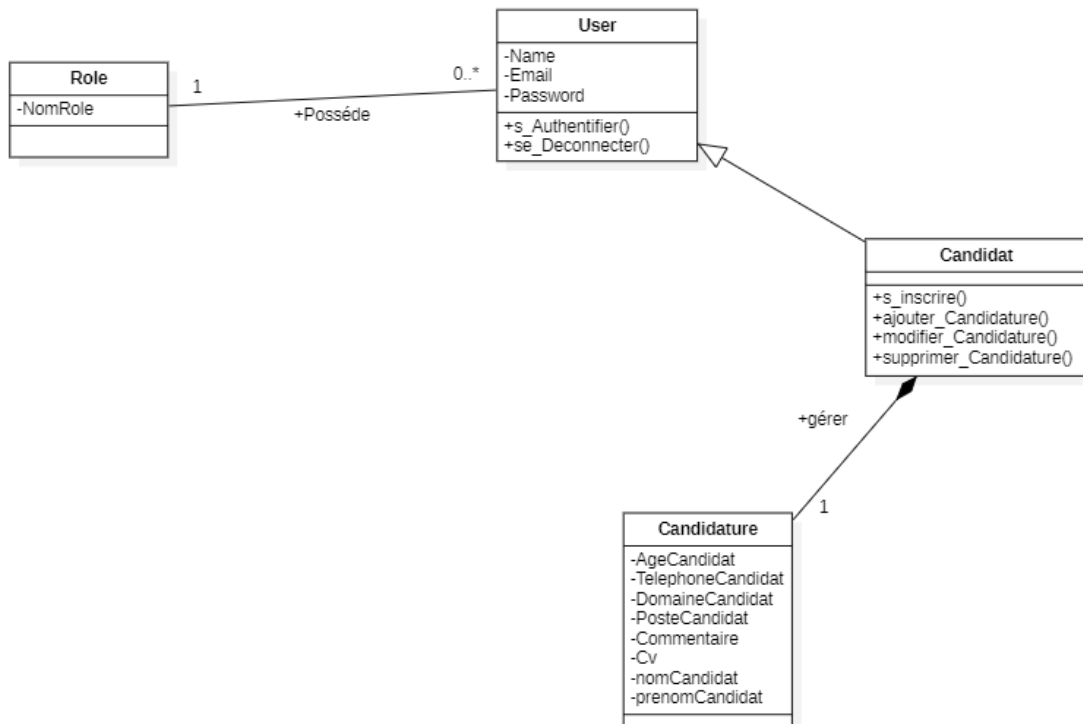 User
-Name
-Email
-Password
+s_Authentifier()
+se_Deconnecter()
Role
-NomRole
1
0..*
+Posséde
Candidat
+s_inscrire()
+ajouter_Candidature()
+modifier_Candidature()
+supprimer_Candidature()
+gérer
1
Candidature
-AgeCandidat
-TelephoneCandidat
-DomaineCandidat
-PosteCandidat
-Commentaire
-Cv
-nomCandidat
-prenomCandidat